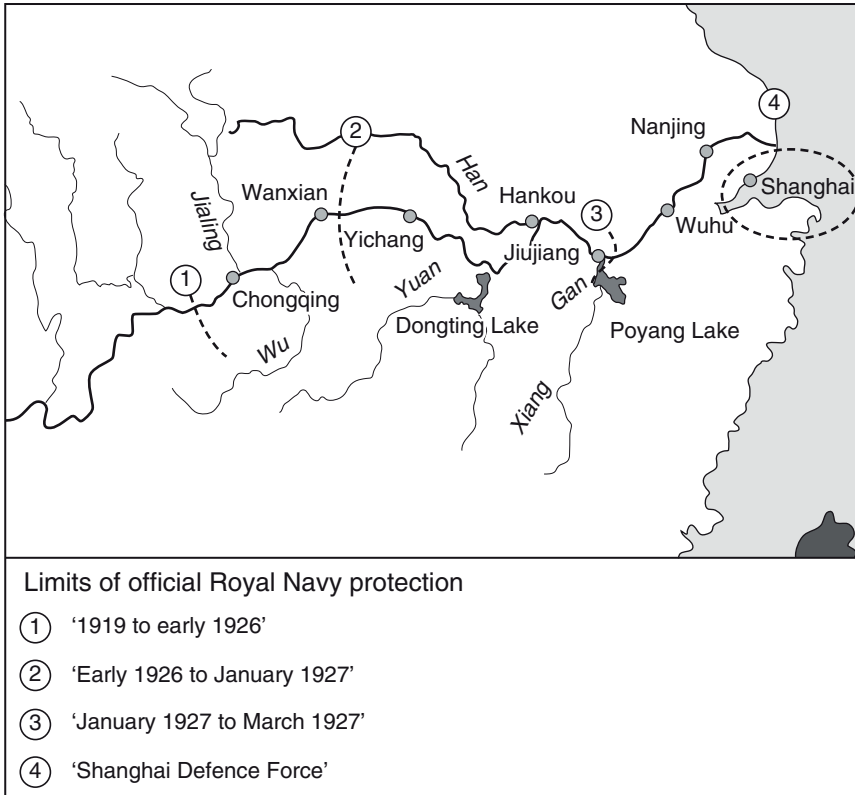 4
2
Nanjing
Han
Jialing
Wanxian
Hankou
3
Shanghai
Wuhu
Yichang
Jiujiang
1
Chongqing
Yuan
Gan
Dongting Lake
Poyang Lake
Wu
Xiang
Limits of official Royal Navy protection
1 ‘1919 to early 1926’
2 ‘Early 1926 to January 1927’
3 ‘January 1927 to March 1927’
4 ‘Shanghai Defence Force’